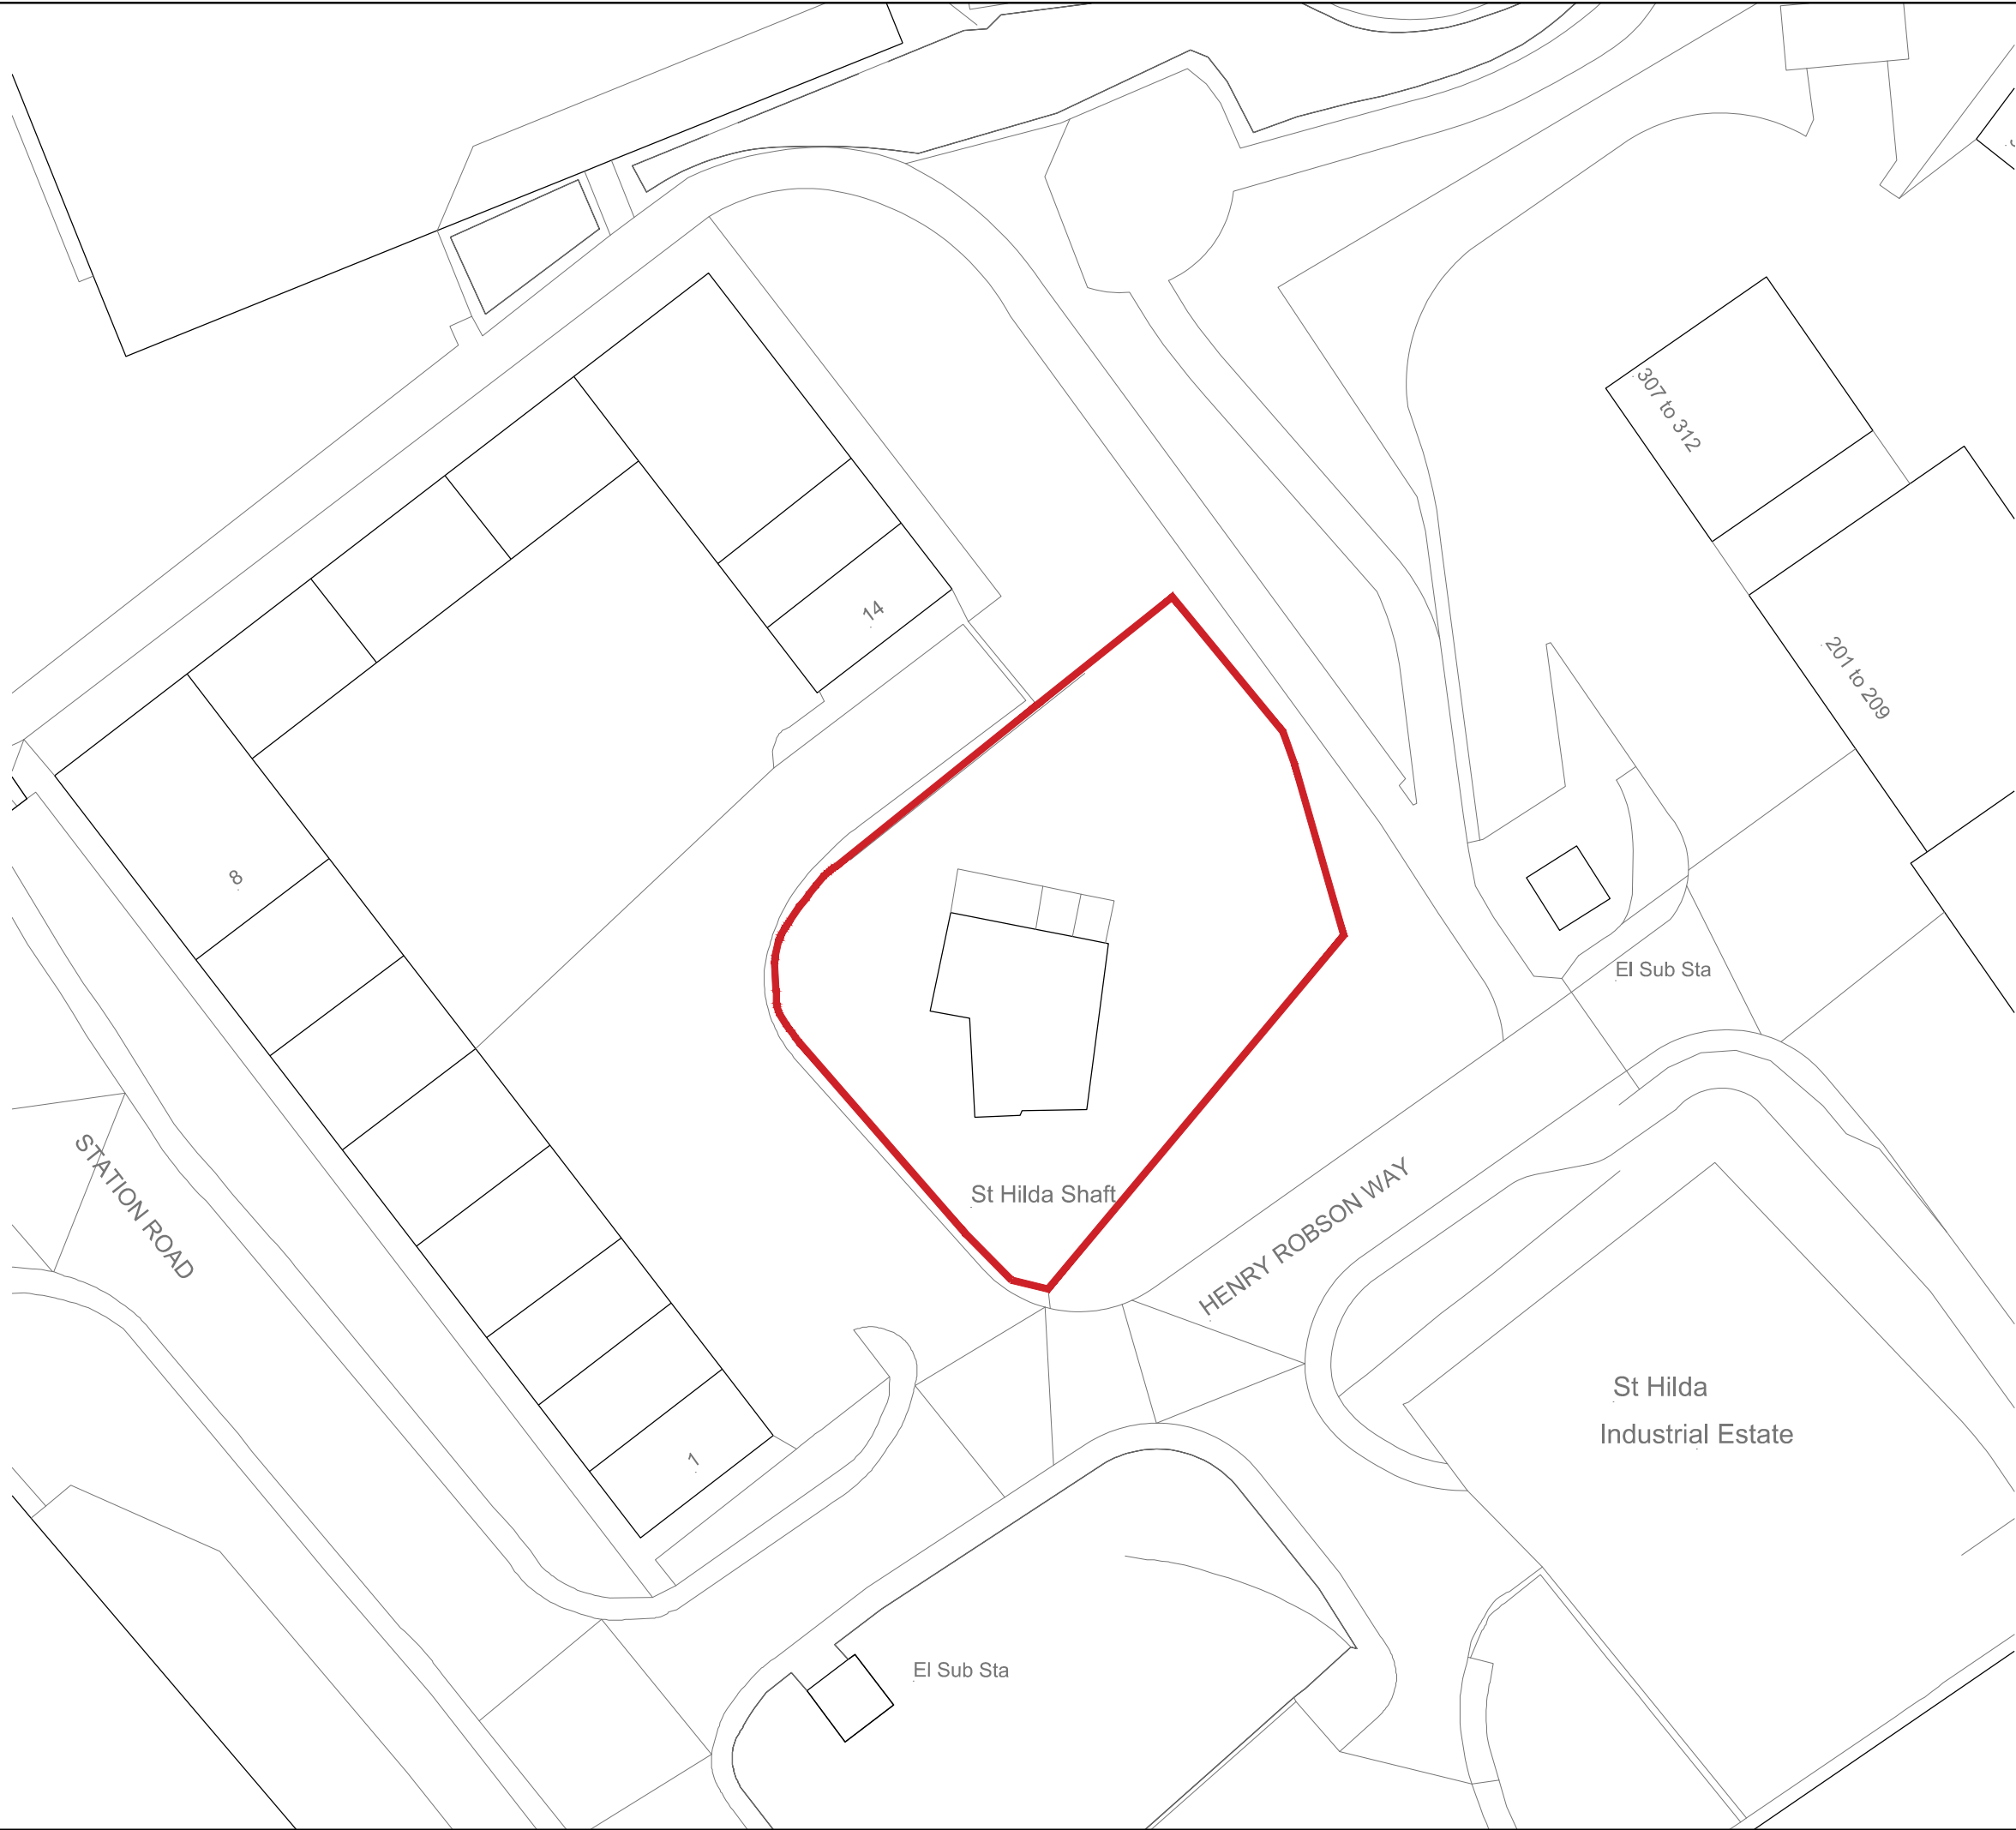 307 to 312
14
201 to 209
8
El Sub Sta
STATION ROAD
St Hilda Shaft
HENRY ROBSON WAY
St Hilda
Industrial Estate
1
El Sub Sta